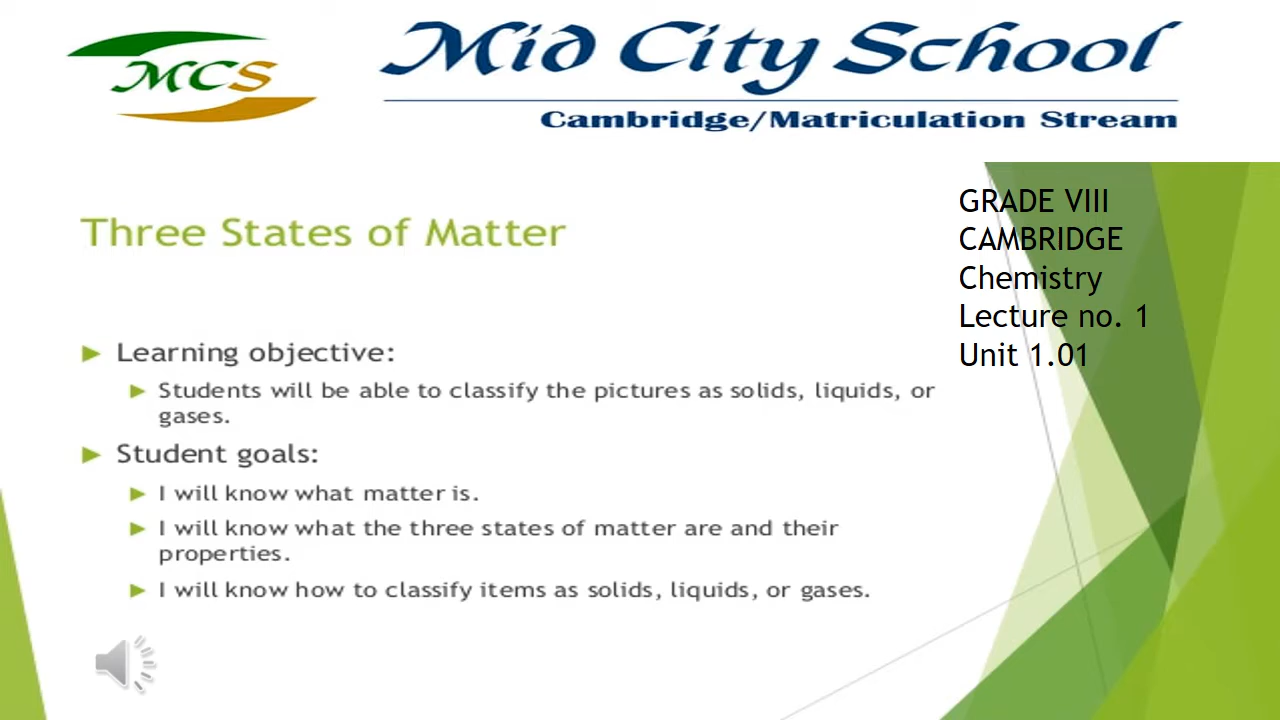 MCS
Mid City School
Cambridge/Matriculation Stream
GRADE VIII
CAMBRIDGE
Chemistry
Lecture no. 1
Unit 1.01
Three States of Matter
Learning objective:
Students will be able to classify the pictures as solids, liquids, or
gases.
Student goals:
I will know what matter is.
I will know what the three states of matter are and their
properties.
I will know how to classify items as solids, liquids, or gases.